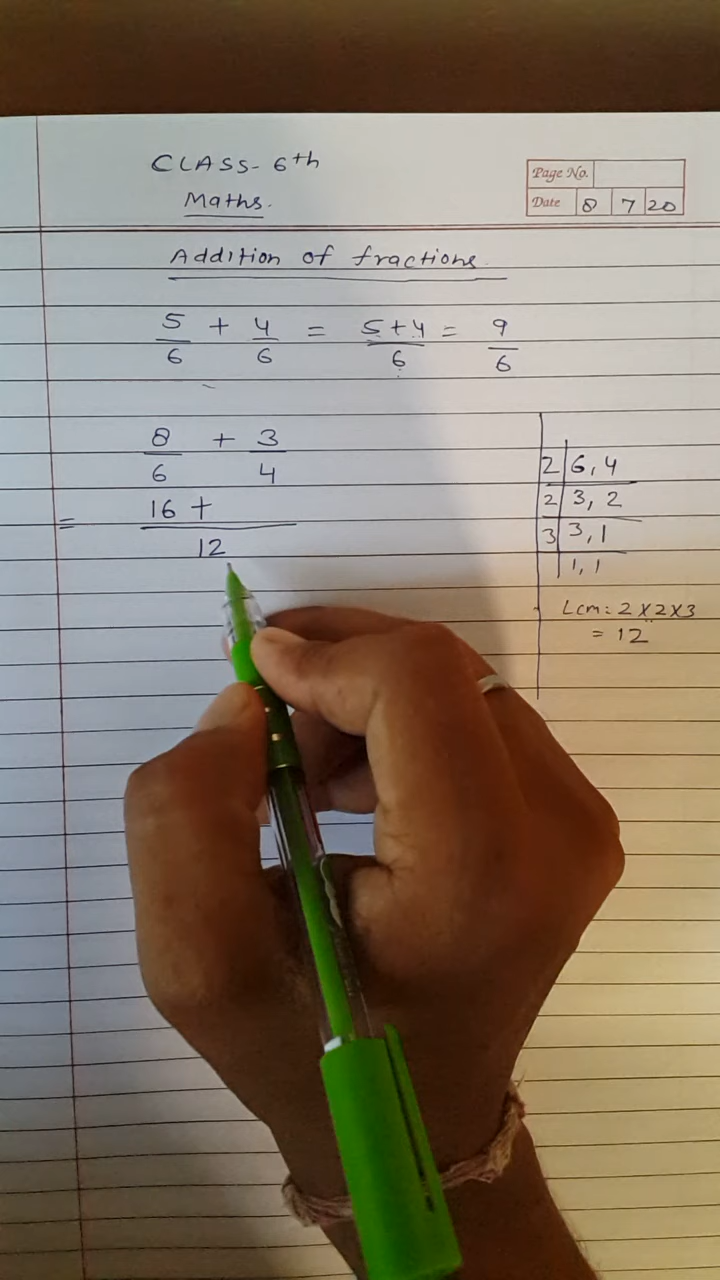 CLASS- 6th
Maths.
Page No.
Date 8 7 20
Addition of fractions.
5/6 + 4/6 = 5+4/6 = 9/6
8/6 + 3/4
= 16 + / 12
2 | 6, 4
2 | 3, 2
3 | 3, 1
1, 1
Lcm: 2 X 2 X 3
= 12